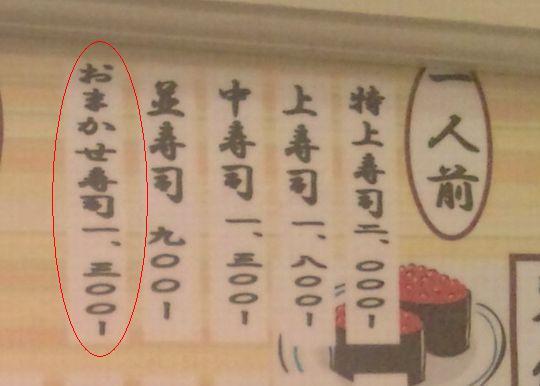 一人前
特上寿司 二、〇〇〇ー
上寿司 一、八〇〇ー
中寿司 一、三〇〇ー
並寿司 九〇〇ー
おまかせ寿司 一、三〇〇ー